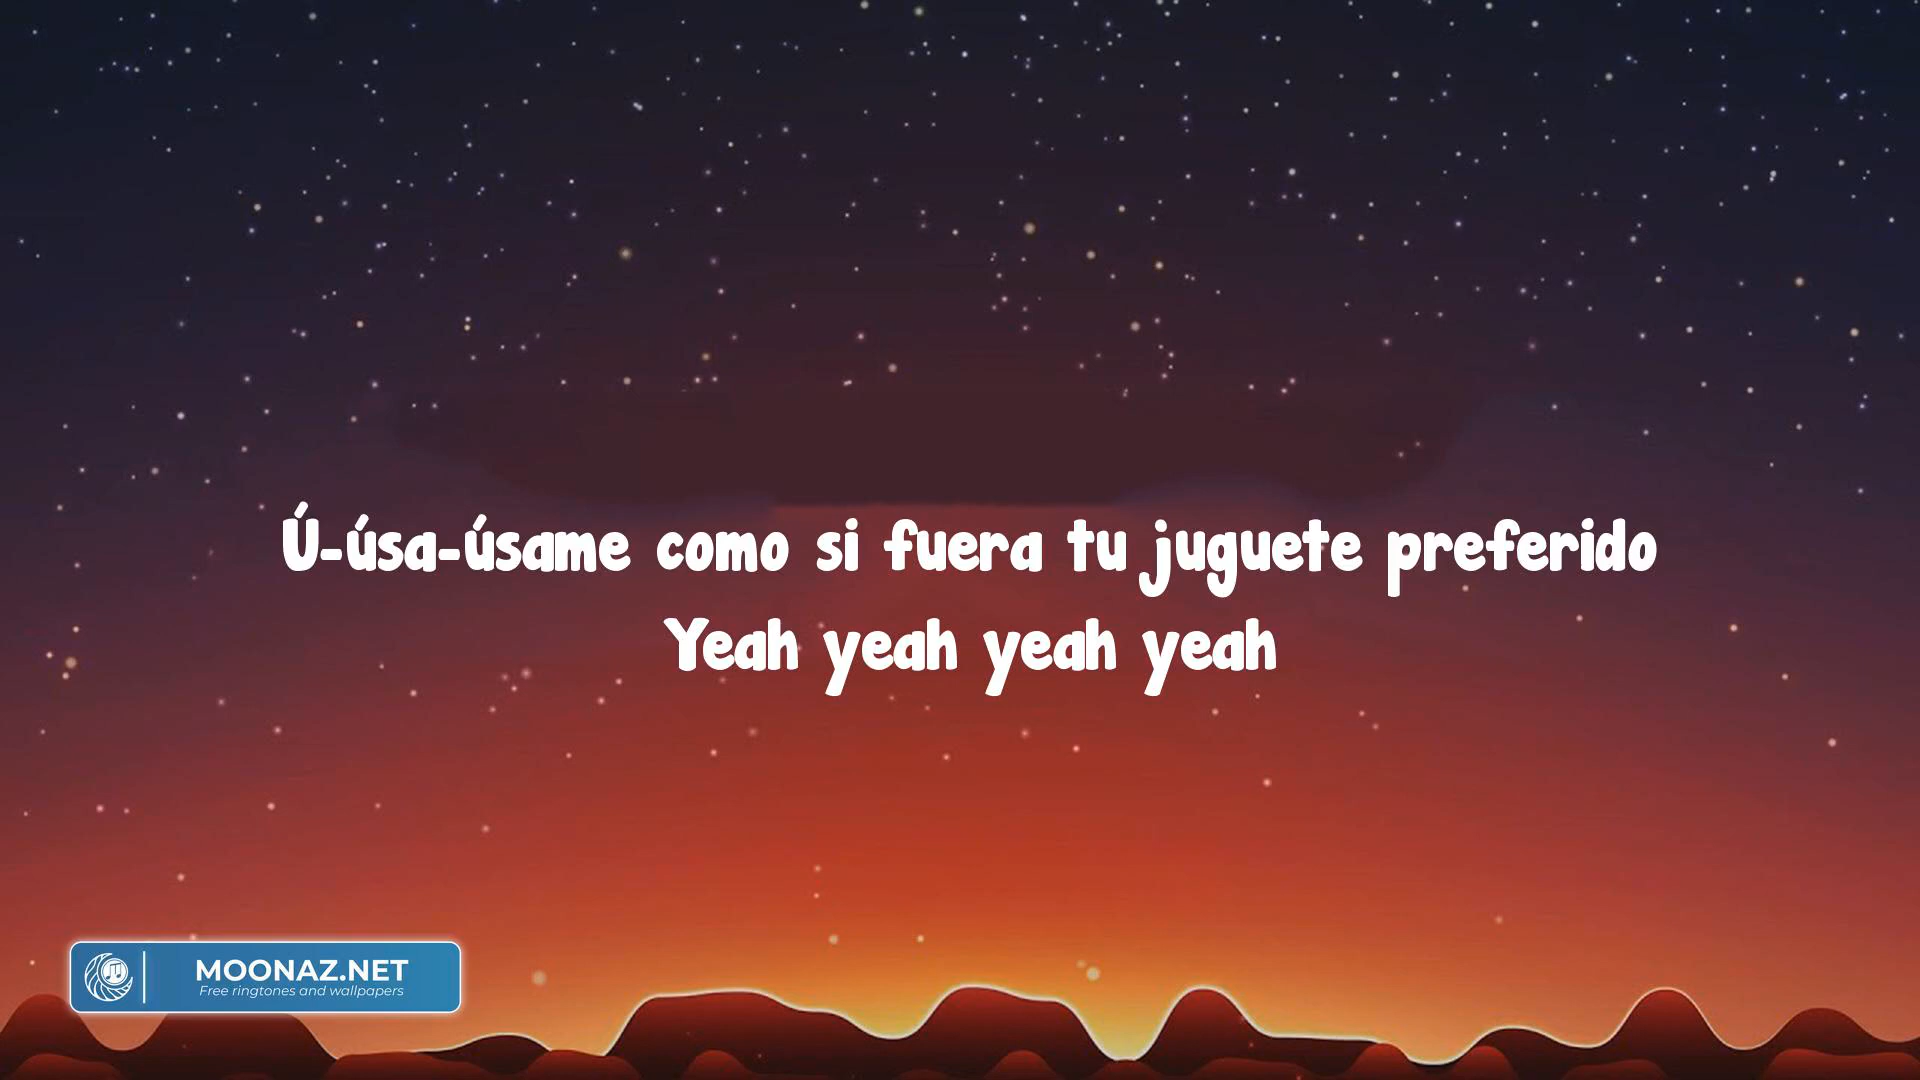 Ú-úsa-úsame como si fuera tu juguete preferido
Yeah yeah yeah yeah
MOONAZ.NET
Free ringtones and wallpapers